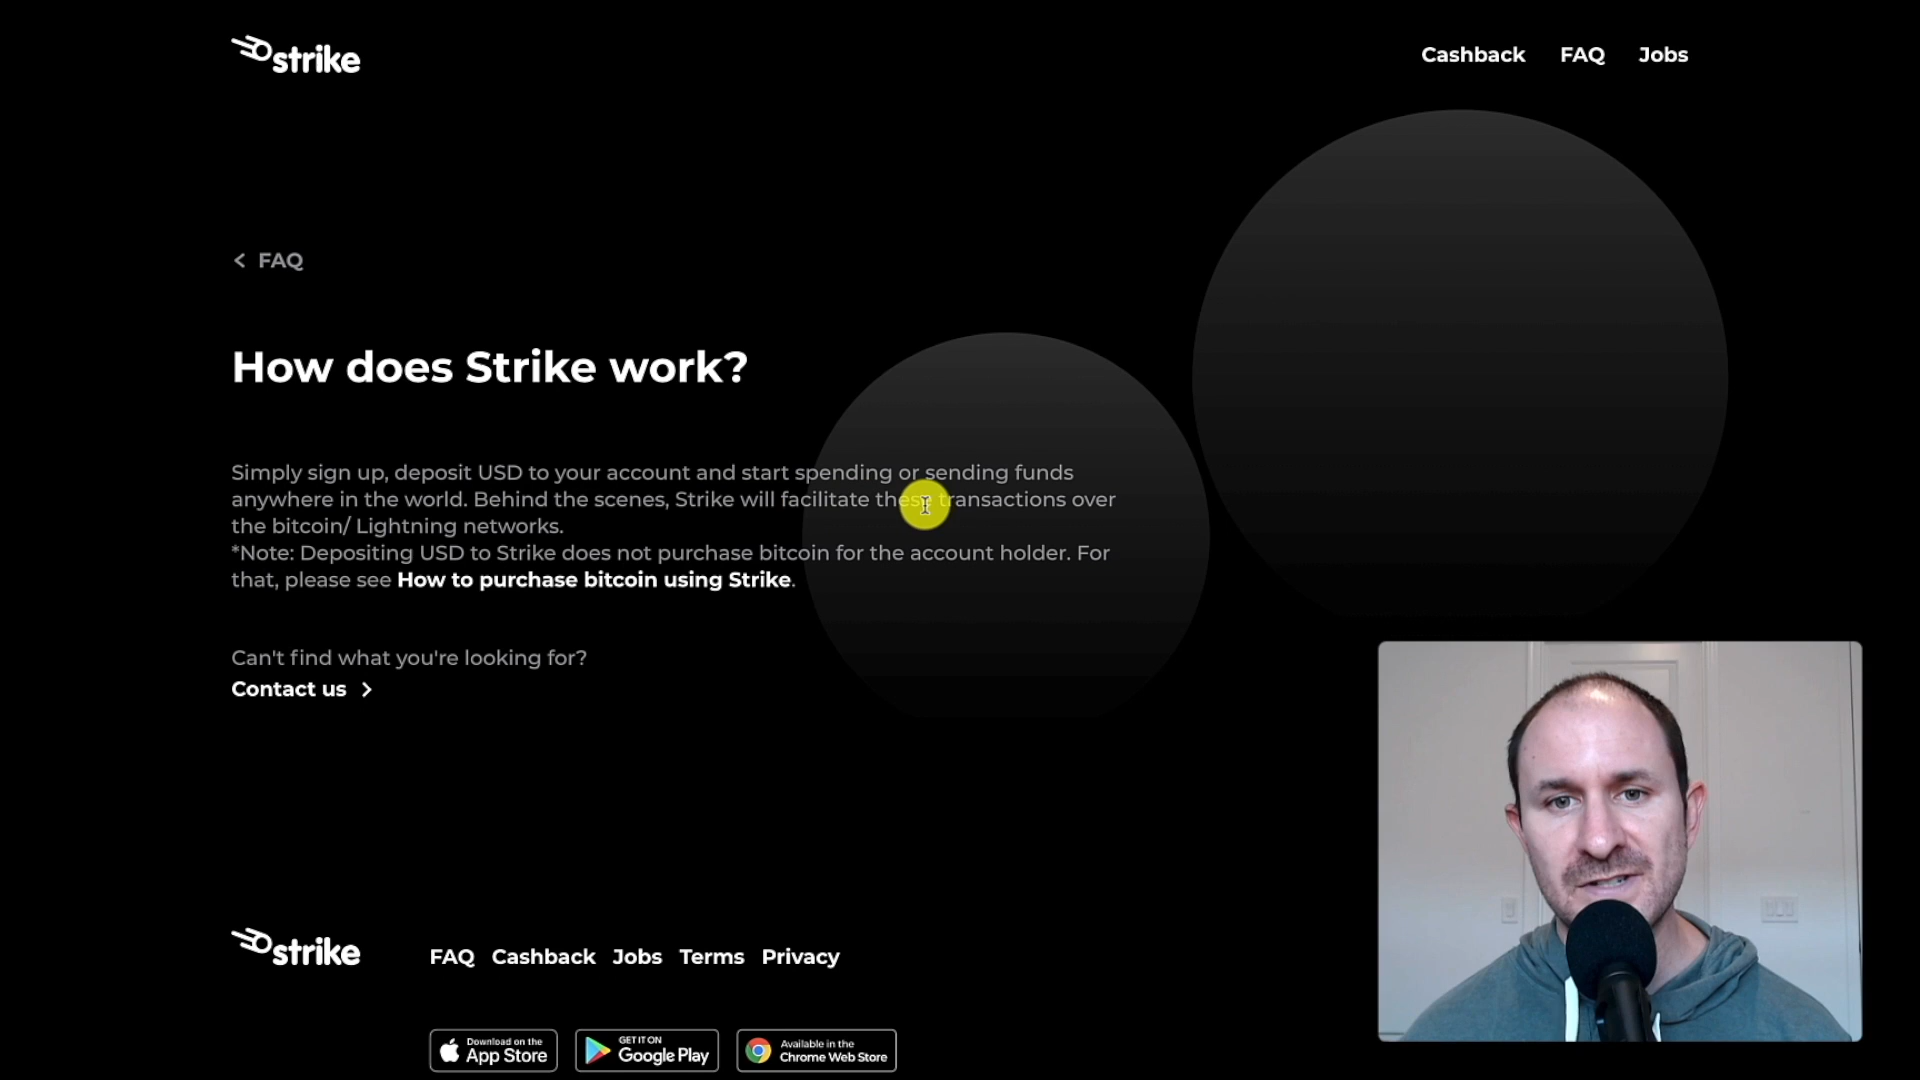 strike
Cashback FAQ Jobs
< FAQ
How does Strike work?
Simply sign up, deposit USD to your account and start spending or sending funds
anywhere in the world. Behind the scenes, Strike will facilitate these transactions over
the bitcoin/ Lightning networks.
*Note: Depositing USD to Strike does not purchase bitcoin for the account holder. For
that, please see How to purchase bitcoin using Strike.
Can't find what you're looking for?
Contact us >
strike
FAQ Cashback Jobs Terms Privacy
Download on the
App Store
GET IT ON
Google Play
Available in the
Chrome Web Store